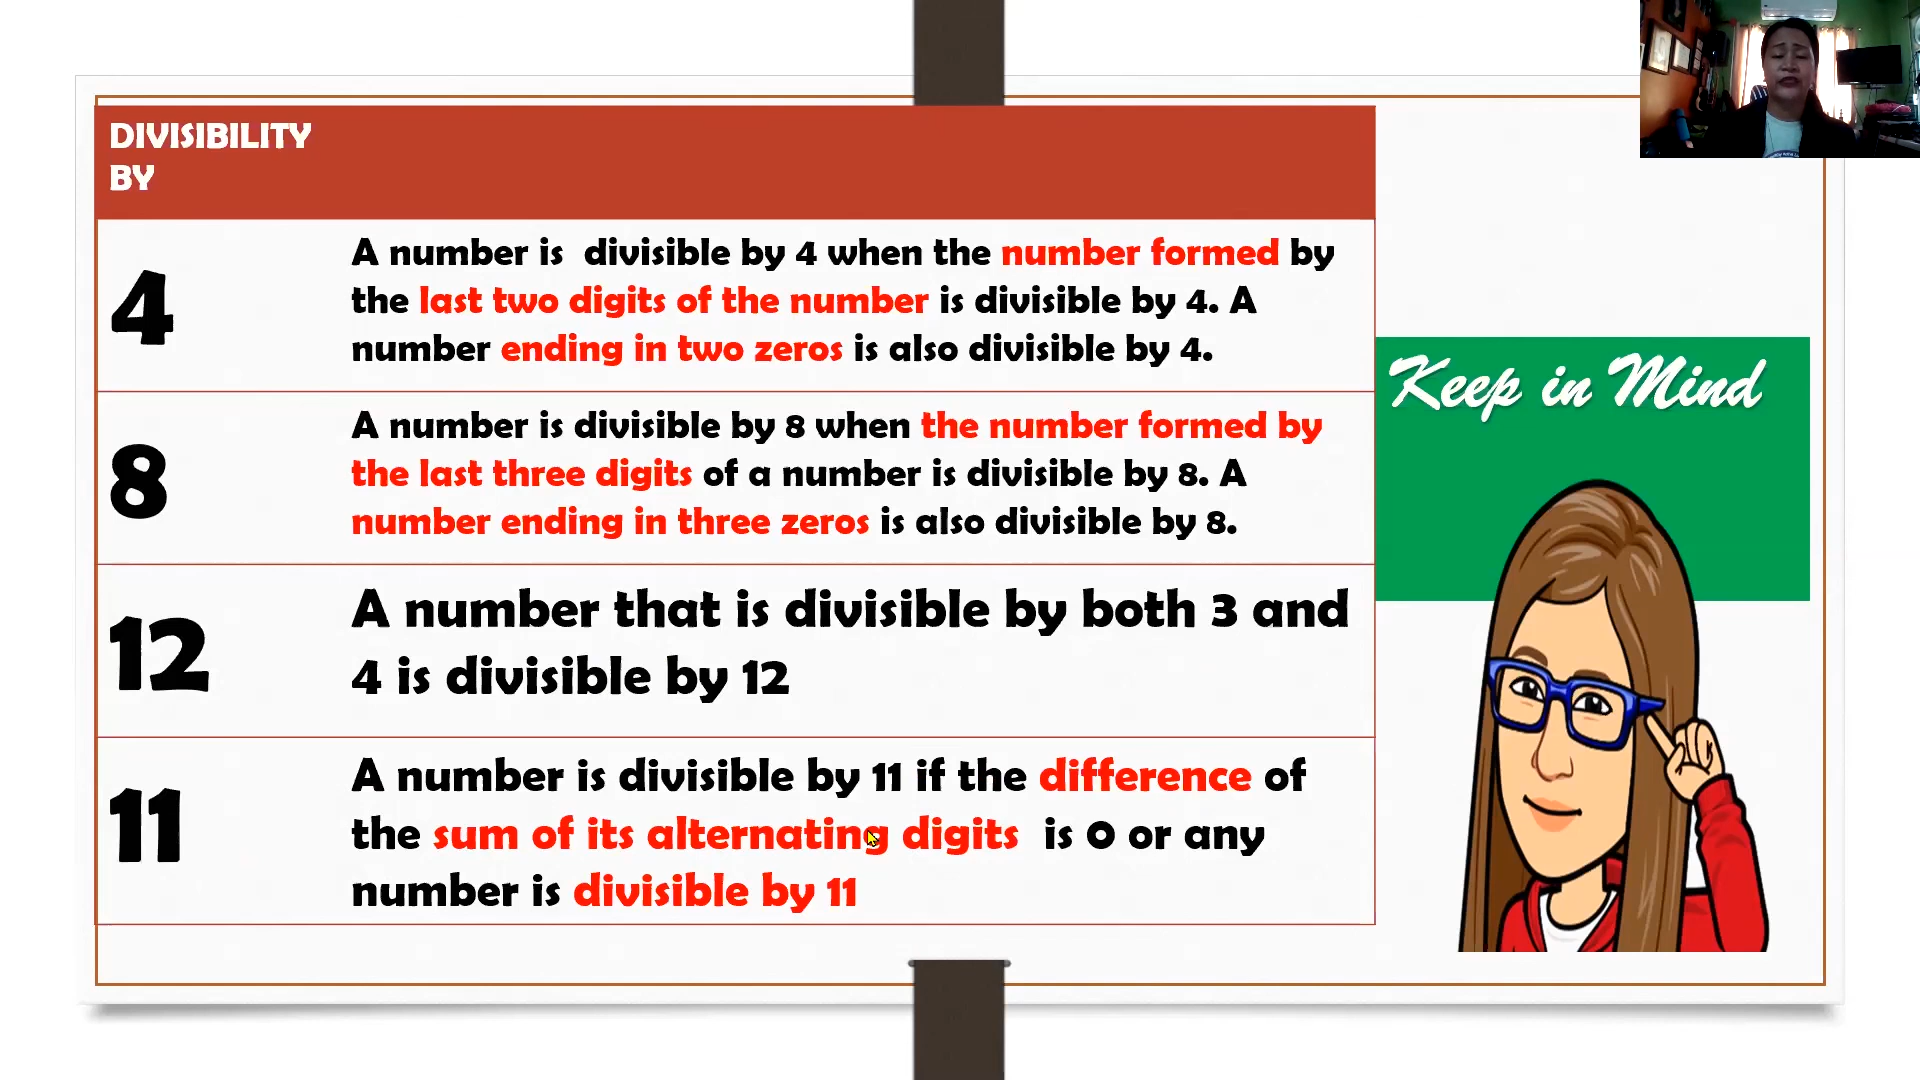 DIVISIBILITY
BY
4
A number is divisible by 4 when the number formed by
the last two digits of the number is divisible by 4. A
number ending in two zeros is also divisible by 4.
8
A number is divisible by 8 when the number formed by
the last three digits of a number is divisible by 8. A
number ending in three zeros is also divisible by 8.
12
A number that is divisible by both 3 and
4 is divisible by 12
11
A number is divisible by 11 if the difference of
the sum of its alternating digits is 0 or any
number is divisible by 11
Keep in Mind